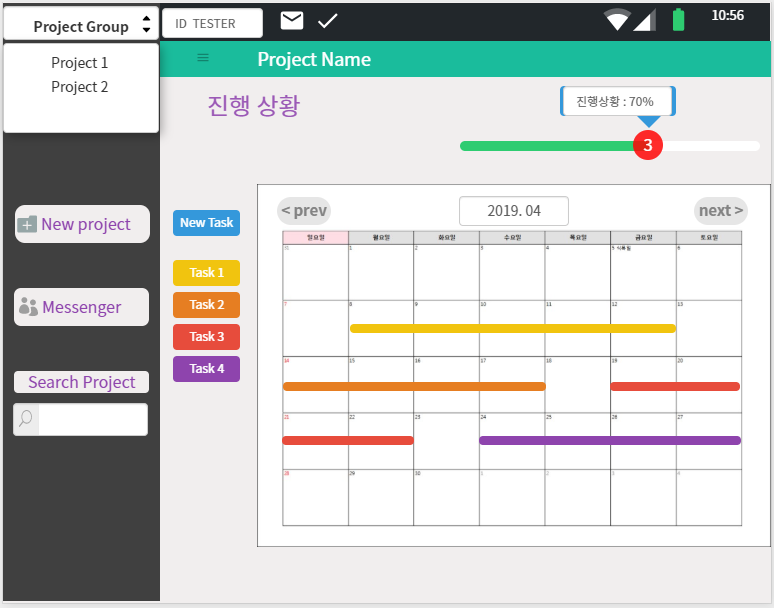 Project Group
ID TESTER
10:56
Project 1
Project 2
Project Name
진행 상황
진행상황 : 70%
3
New project
Messenger
Search Project
New Task
Task 1
Task 2
Task 3
Task 4
< prev
2019. 04
next >
일요일 월요일 화요일 수요일 목요일 금요일 토요일
31 1 2 3 4 5 식목일 6
7 8 9 10 11 12 13
14 15 16 17 18 19 20
21 22 23 24 25 26 27
28 29 30 1 2 3 4